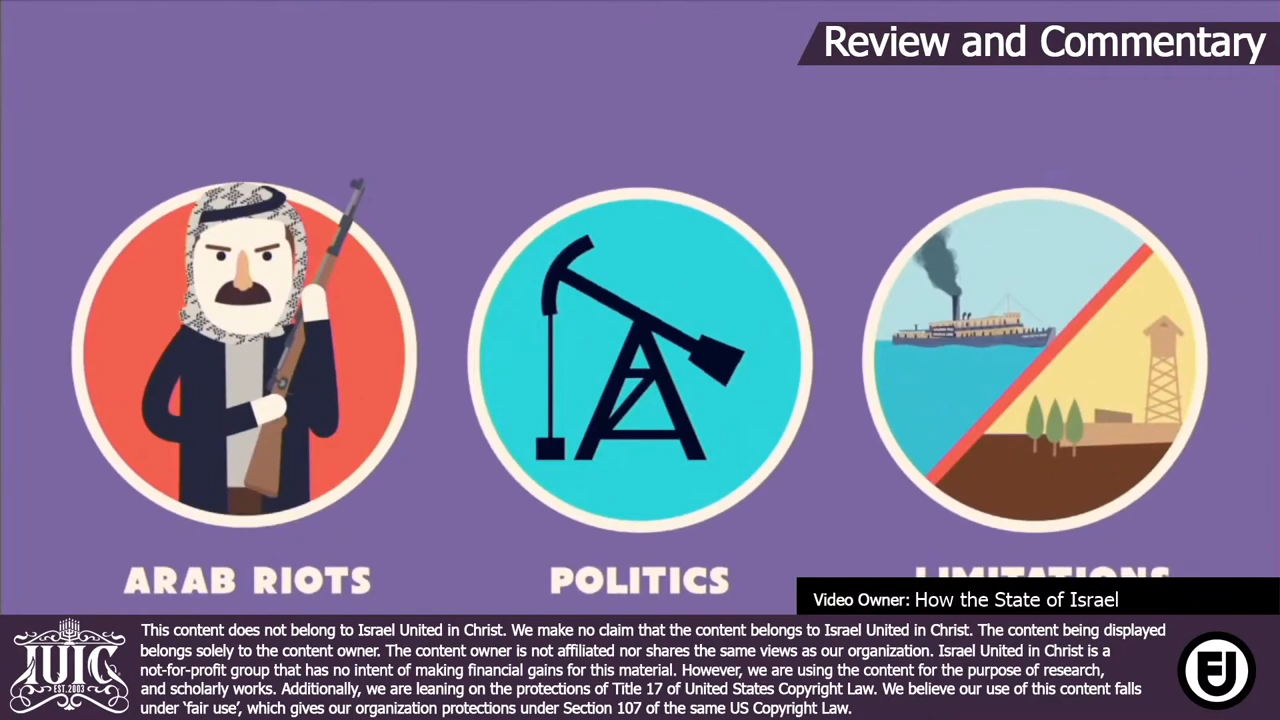 Review and Commentary
ARAB RIOTS
POLITICS
LIMITATIONS
Video Owner: How the State of Israel
This content does not belong to Israel United in Christ. We make no claim that the content belongs to Israel United in Christ. The content being displayed
belongs solely to the content owner. The content owner is not affiliated nor shares the same views as our organization. Israel United in Christ is a
not-for-profit group that has no intent of making financial gains for this material. However, we are using the content for the purpose of research,
and scholarly works. Additionally, we are leaning on the protections of Title 17 of United States Copyright Law. We believe our use of this content falls
under 'fair use', which gives our organization protections under Section 107 of the same US Copyright Law.
IUIC
EST. 2003